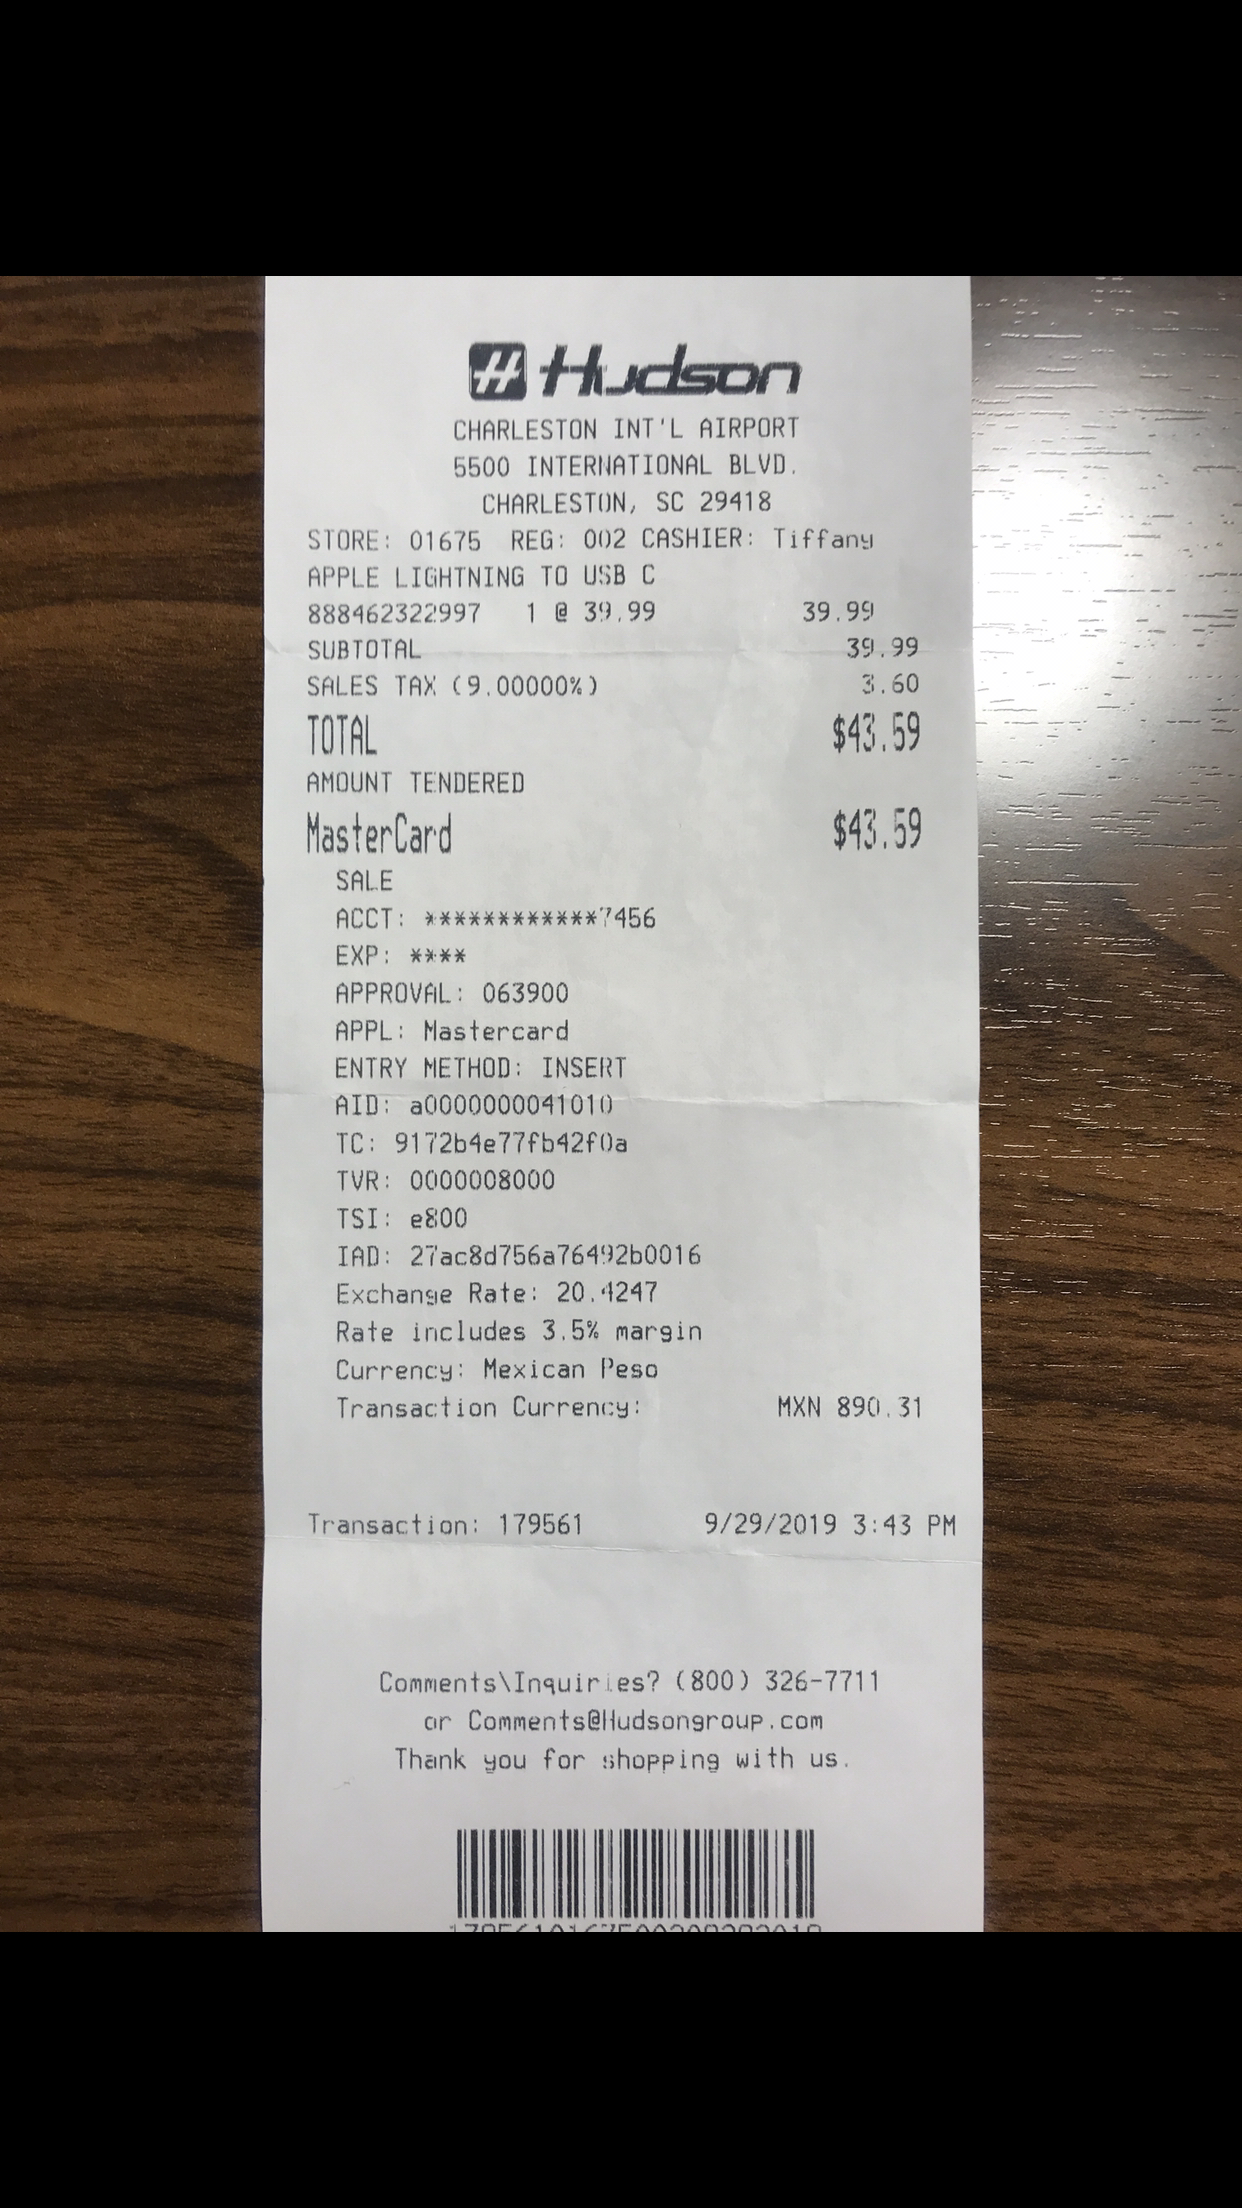 Hudson
CHARLESTON INT'L AIRPORT
5500 INTERNATIONAL BLVD.
CHARLESTON, SC 29418
STORE: 01675 REG: 002 CASHIER: Tiffany
APPLE LIGHTNING TO USB C
888462322997 1 @ 39.99 39.99
SUBTOTAL 39.99
SALES TAX (9.00000%) 3.60
TOTAL $43.59
AMOUNT TENDERED
MasterCard $43.59
SALE
ACCT: ************7456
EXP: ****
APPROVAL: 063900
APPL: Mastercard
ENTRY METHOD: INSERT
AID: a0000000041010
TC: 9172b4e77fb42f0a
TVR: 0000008000
TSI: e800
IAD: 27ac8d756a76492b0016
Exchange Rate: 20.4247
Rate includes 3.5% margin
Currency: Mexican Peso
Transaction Currency: MXN 890.31
Transaction: 179561 9/29/2019 3:43 PM
Comments\Inquiries? (800) 326-7711
or Comments@Hudsongroup.com
Thank you for shopping with us.